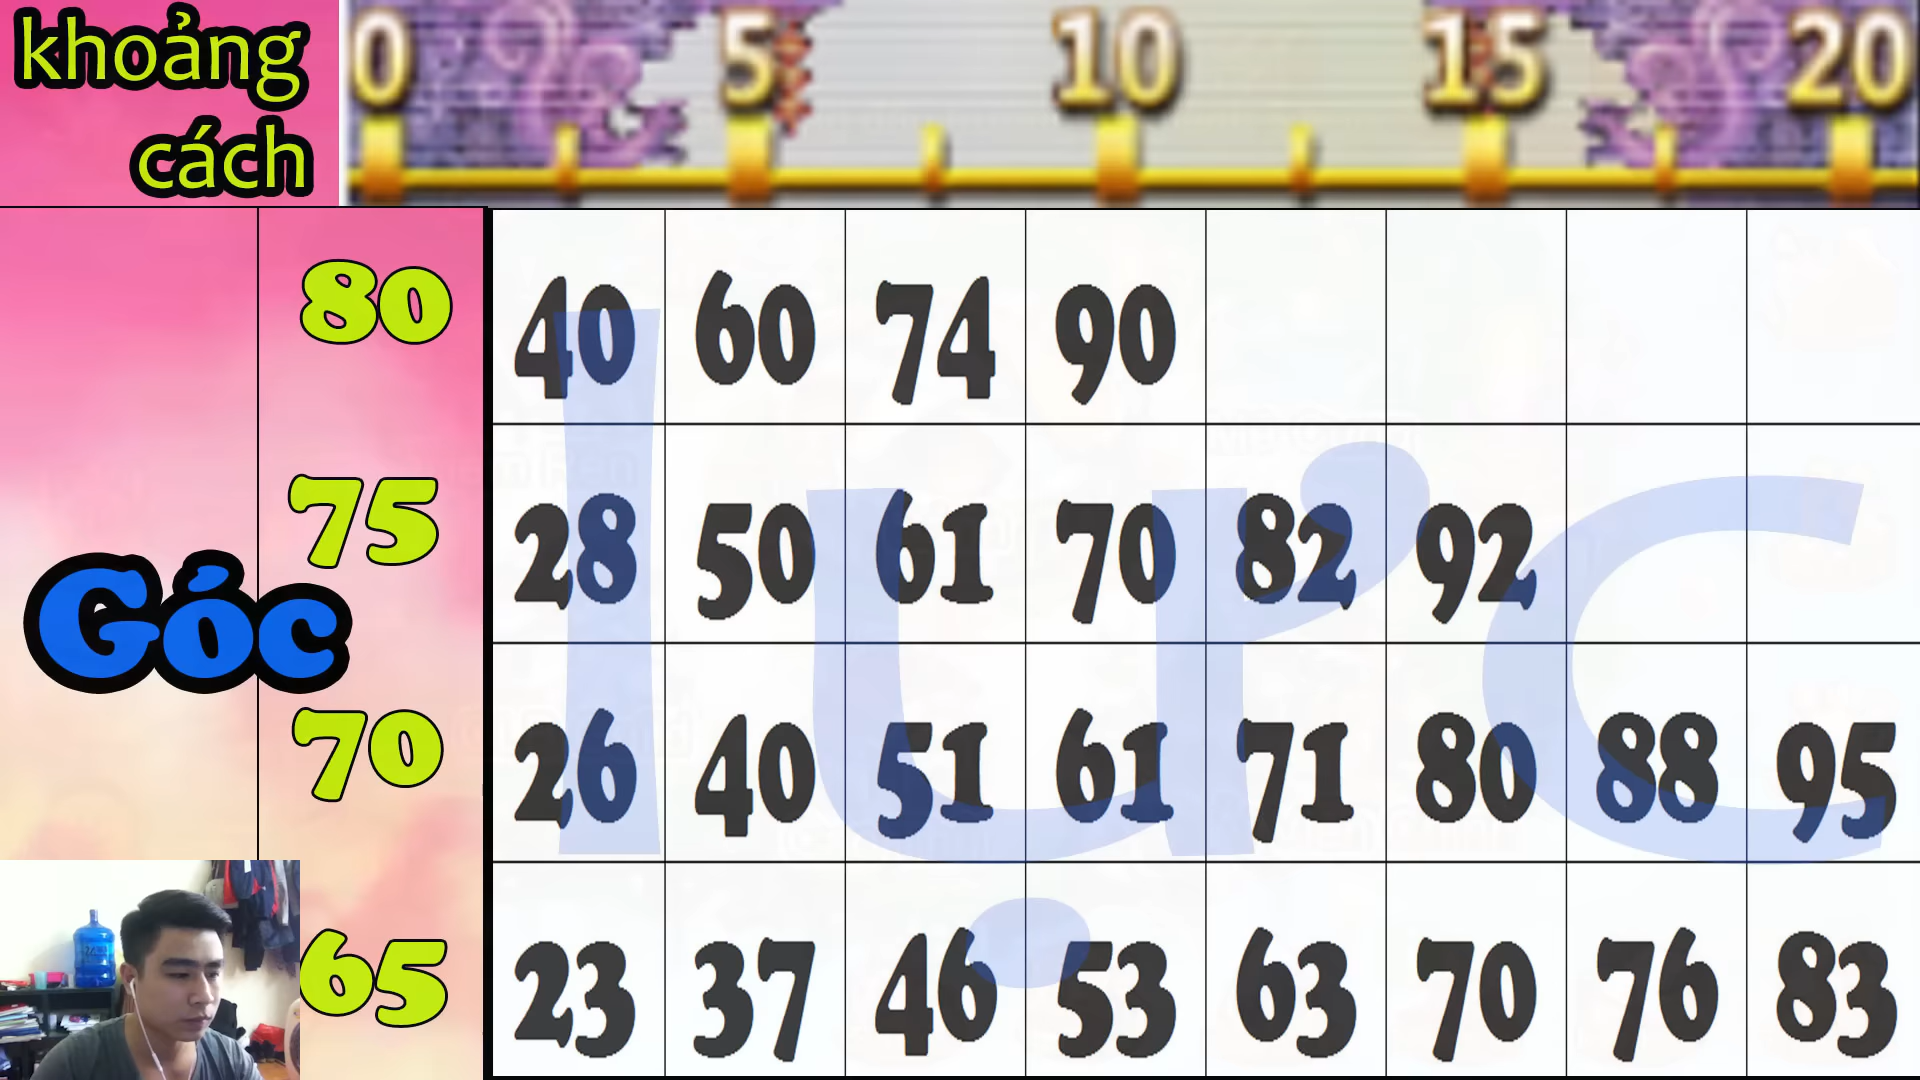 khoảng
cách
0 5 10 15 20
80 40 60 74 90
75 28 50 61 70 82 92
Góc
lực
70 26 40 51 61 71 80 88 95
65 23 37 46 53 63 70 76 83